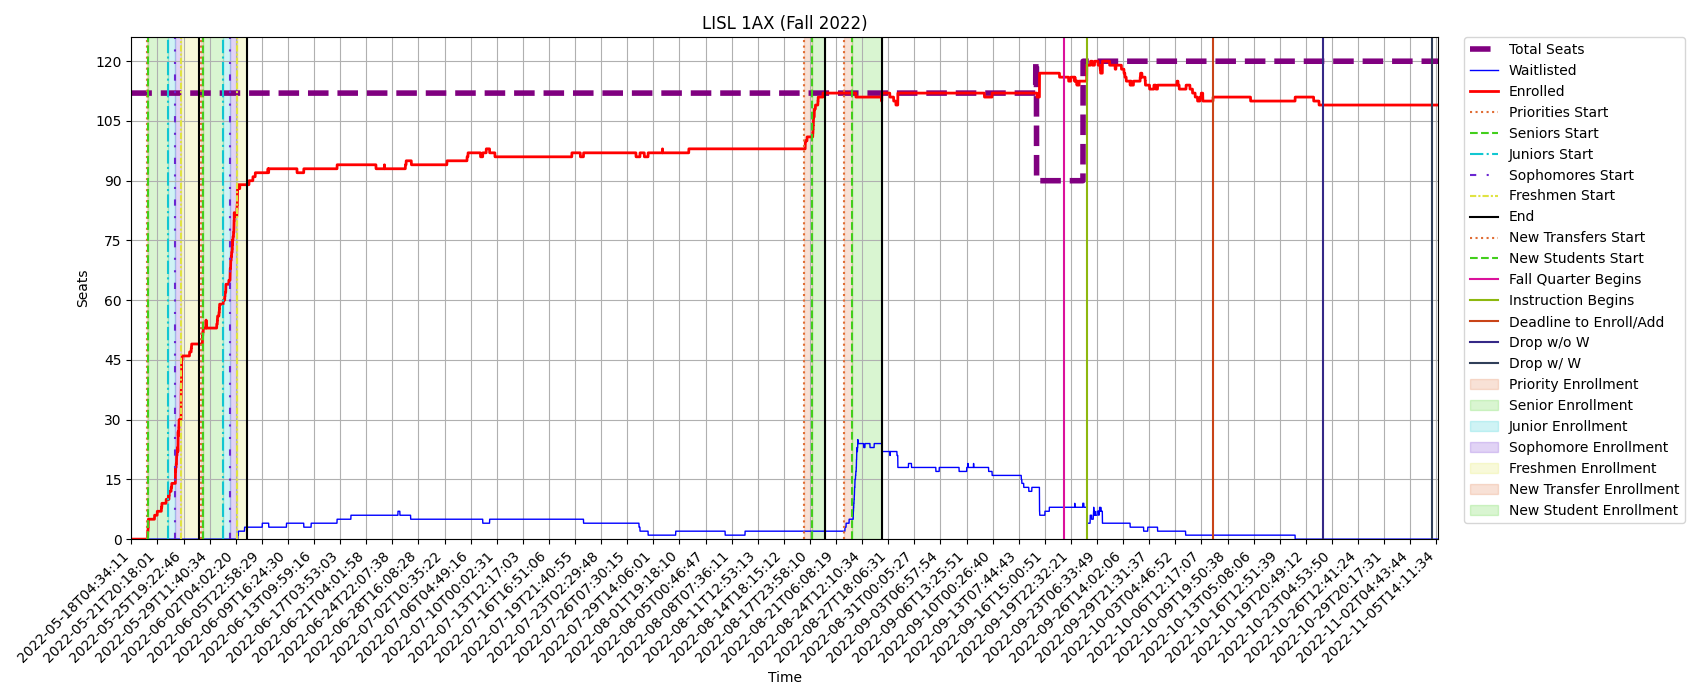 LISL 1AX (Fall 2022)
Seats
120
105
90
75
60
45
30
15
0
2022-05-18T04:34:11
2022-05-21T20:18:01
2022-05-25T19:22:46
2022-05-29T11:40:34
2022-06-02T04:02:20
2022-06-05T22:58:29
2022-06-09T16:24:30
2022-06-13T09:59:16
2022-06-17T03:53:03
2022-06-21T04:01:58
2022-06-24T22:07:38
2022-06-28T16:08:28
2022-07-02T10:35:22
2022-07-06T04:49:16
2022-07-10T00:02:31
2022-07-13T12:17:03
2022-07-16T16:51:06
2022-07-19T21:40:55
2022-07-23T02:29:48
2022-07-26T07:30:15
2022-07-29T14:06:01
2022-08-01T19:18:10
2022-08-05T00:46:47
2022-08-08T07:36:11
2022-08-11T12:53:13
2022-08-14T18:15:12
2022-08-17T23:58:10
2022-08-21T06:08:19
2022-08-24T12:10:34
2022-08-27T18:06:31
2022-08-31T00:05:27
2022-09-03T06:57:54
2022-09-06T13:25:51
2022-09-10T00:26:40
2022-09-13T07:44:43
2022-09-16T15:00:51
2022-09-19T22:32:21
2022-09-23T06:33:49
2022-09-26T14:02:06
2022-09-29T21:31:37
2022-10-03T04:46:52
2022-10-06T12:17:07
2022-10-09T19:50:38
2022-10-13T05:08:06
2022-10-16T12:51:39
2022-10-19T20:49:12
2022-10-23T04:53:50
2022-10-26T12:41:24
2022-10-29T20:17:31
2022-11-02T04:43:44
2022-11-05T14:11:34
Time
Total Seats
Waitlisted
Enrolled
Priorities Start
Seniors Start
Juniors Start
Sophomores Start
Freshmen Start
End
New Transfers Start
New Students Start
Fall Quarter Begins
Instruction Begins
Deadline to Enroll/Add
Drop w/o W
Drop w/ W
Priority Enrollment
Senior Enrollment
Junior Enrollment
Sophomore Enrollment
Freshmen Enrollment
New Transfer Enrollment
New Student Enrollment